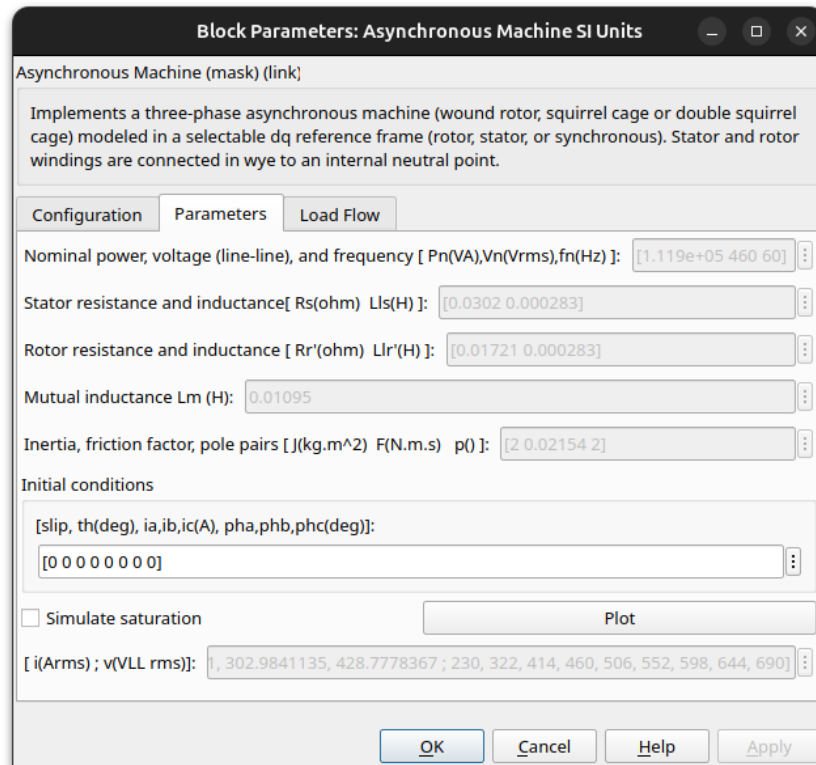 Block Parameters: Asynchronous Machine SI Units
Asynchronous Machine (mask) (link)
Implements a three-phase asynchronous machine (wound rotor, squirrel cage or double squirrel
cage) modeled in a selectable dq reference frame (rotor, stator, or synchronous). Stator and rotor
windings are connected in wye to an internal neutral point.
Configuration Parameters Load Flow
Nominal power, voltage (line-line), and frequency [ Pn(VA),Vn(Vrms),fn(Hz) ]: [1.119e+05 460 60]
Stator resistance and inductance[ Rs(ohm) Lls(H) ]: [0.0302 0.000283]
Rotor resistance and inductance [ Rr'(ohm) Llr'(H) ]: [0.01721 0.000283]
Mutual inductance Lm (H): 0.01095
Inertia, friction factor, pole pairs [ J(kg.m^2) F(N.m.s) p() ]: [2 0.02154 2]
Initial conditions
[slip, th(deg), ia,ib,ic(A), pha,phb,phc(deg)]:
[0 0 0 0 0 0 0 0]
Simulate saturation Plot
[ i(Arms) ; v(VLL rms)]: 1, 302.9841135, 428.7778367 ; 230, 322, 414, 460, 506, 552, 598, 644, 690]
OK Cancel Help Apply